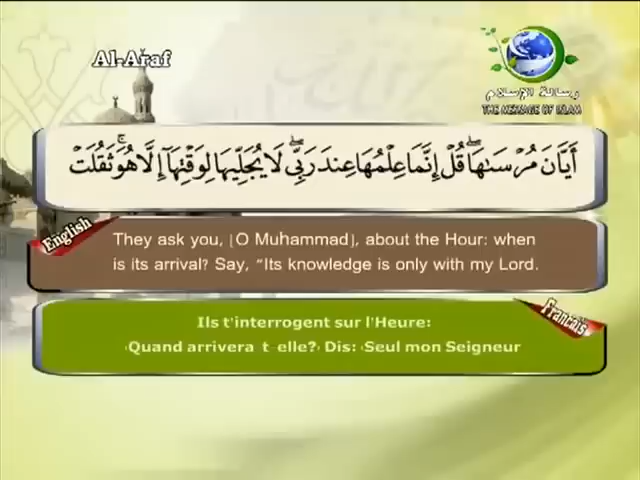 Al-Araf
رسالة الإسلام
THE MESSAGE OF ISLAM
أَيَّانَ مُرْسَىٰهَا ۖ قُلْ إِنَّمَا عِلْمُهَا عِندَ رَبِّى ۖ لَا يُجَلِّيهَا لِوَقْتِهَآ إِلَّا هُوَ ۚ ثَقُلَتْ
English
They ask you, [O Muhammad], about the Hour: when
is its arrival? Say, "Its knowledge is only with my Lord.
Francais
Ils t'interrogent sur l'Heure:
‹Quand arrivera t-elle?› Dis: ‹Seul mon Seigneur